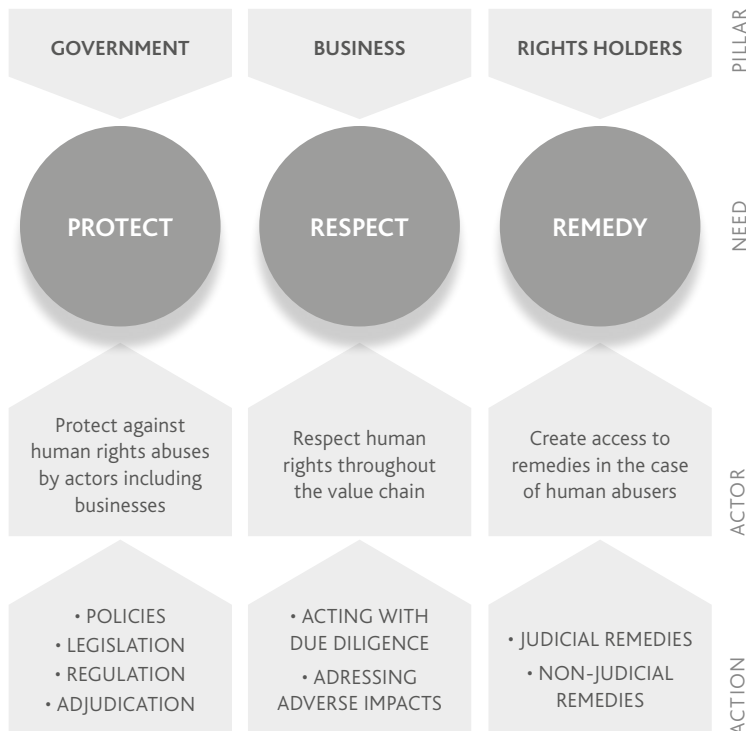 GOVERNMENT
BUSINESS
RIGHTS HOLDERS
PILLAR
PROTECT
RESPECT
REMEDY
NEED
Protect against
human rights abuses
by actors including
businesses
Respect human
rights throughout
the value chain
Create access to
remedies in the case
of human abusers
ACTOR
• POLICIES
• LEGISLATION
• REGULATION
• ADJUDICATION
• ACTING WITH
DUE DILIGENCE
• ADRESSING
ADVERSE IMPACTS
• JUDICIAL REMEDIES
• NON-JUDICIAL
REMEDIES
ACTION